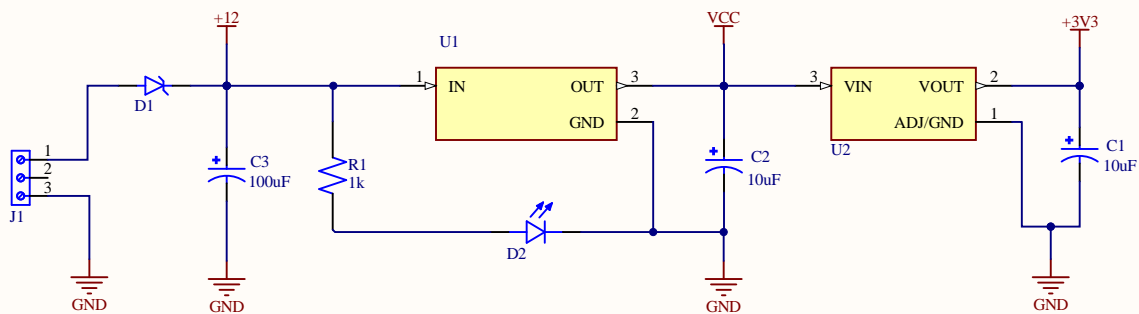 +12
VCC
+3V3
U1
1
IN
OUT
3
GND
2
3
VIN
VOUT
2
ADJ/GND
1
U2
D1
1
2
3
J1
C3
100uF
R1
1k
C2
10uF
C1
10uF
D2
GND
GND
GND
GND